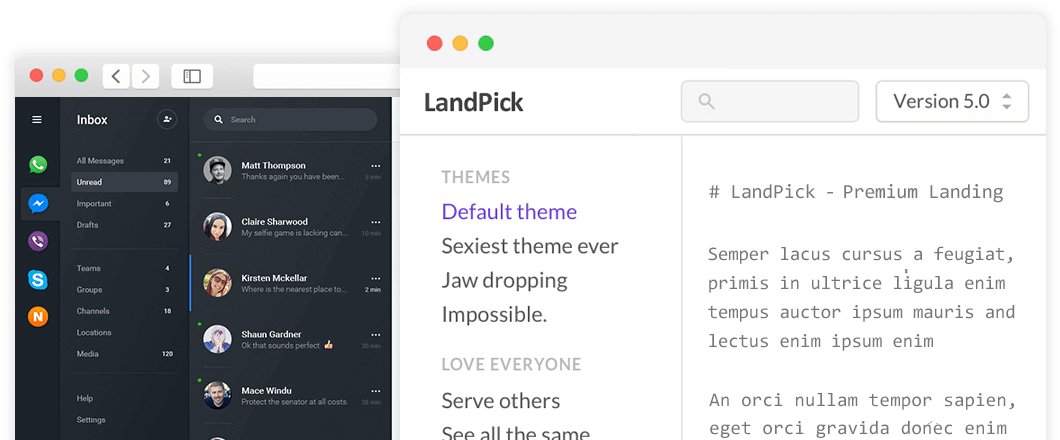 Inbox
Search
All Messages 21
Unread 89
Important 6
Drafts 27
Teams 4
Groups 3
Channels 18
Locations
Media 120
Help
Settings
N
Matt Thompson
Thanks again you have been...
5 min
Claire Sharwood
My selfie game is lacking can...
10 min
Kirsten Mckellar
Where is the nearest place to...
2 min
Shaun Gardner
Ok that sounds perfect 👍
30 min
Mace Windu
Protect the senator at all costs.
38 min
LandPick
Version 5.0
THEMES
Default theme
Sexiest theme ever
Jaw dropping
Impossible.
LOVE EVERYONE
Serve others
See all the same
# LandPick - Premium Landing
Semper lacus cursus a feugiat,
primis in ultrice ligula enim
tempus auctor ipsum mauris and
lectus enim ipsum enim
An orci nullam tempor sapien,
eget orci gravida donec enim